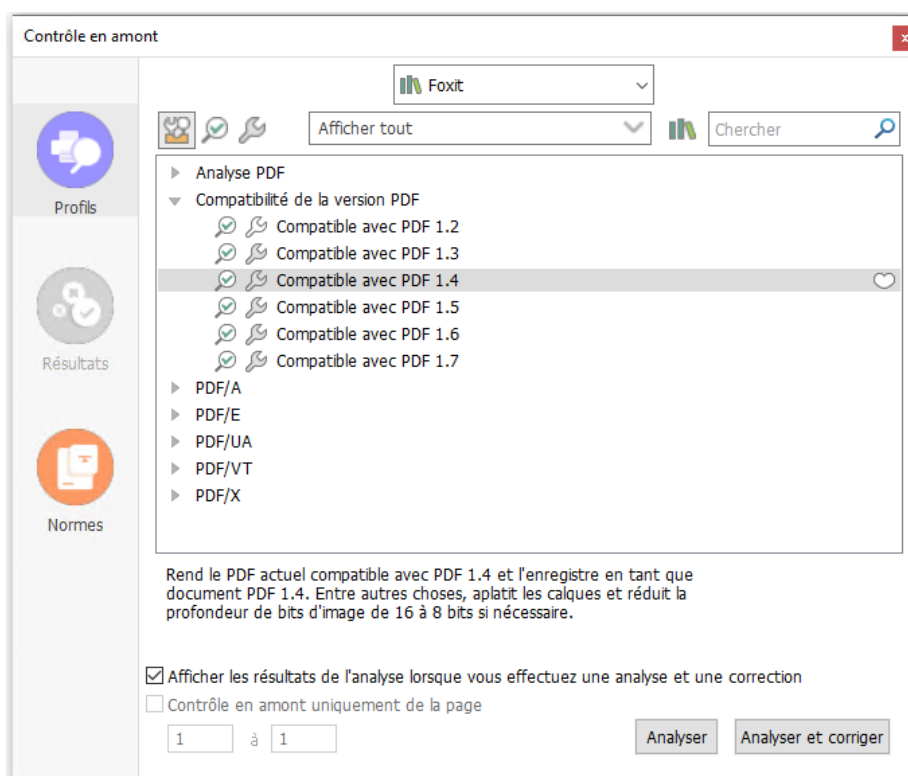 Contrôle en amont
x
Foxit
Afficher tout
Chercher
Profils
Résultats
Normes
Analyse PDF
Compatibilité de la version PDF
Compatible avec PDF 1.2
Compatible avec PDF 1.3
Compatible avec PDF 1.4
Compatible avec PDF 1.5
Compatible avec PDF 1.6
Compatible avec PDF 1.7
PDF/A
PDF/E
PDF/UA
PDF/VT
PDF/X
Rend le PDF actuel compatible avec PDF 1.4 et l'enregistre en tant que
document PDF 1.4. Entre autres choses, aplatit les calques et réduit la
profondeur de bits d'image de 16 à 8 bits si nécessaire.
Afficher les résultats de l'analyse lorsque vous effectuez une analyse et une correction
Contrôle en amont uniquement de la page
1 à 1
Analyser
Analyser et corriger